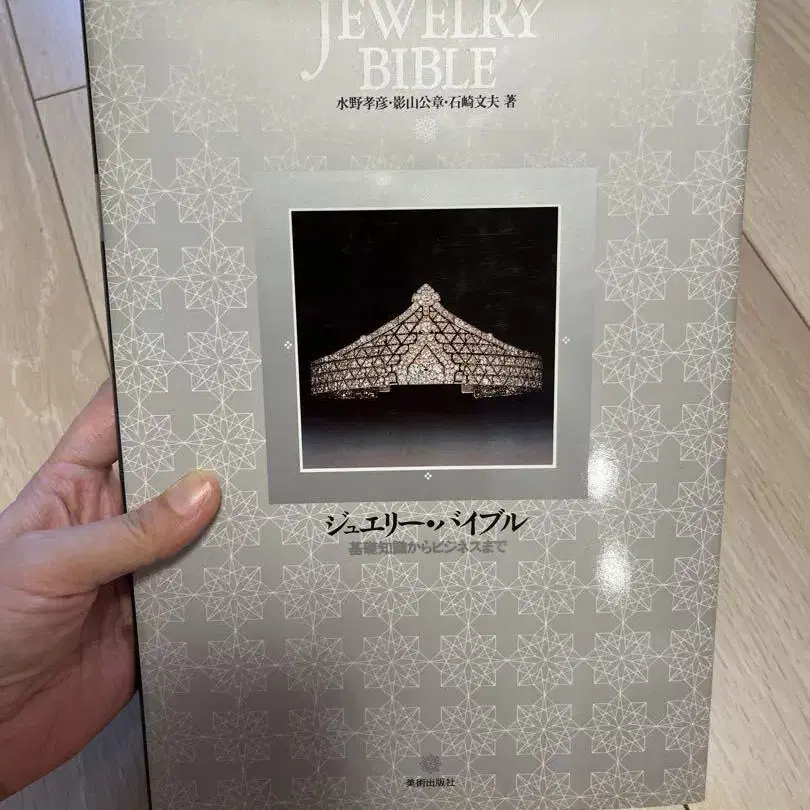 JEWELRY
BIBLE
水野孝彦・影山公章・石崎文夫 著
ジュエリー・バイブル
基礎知識からビジネスまで
美術出版社